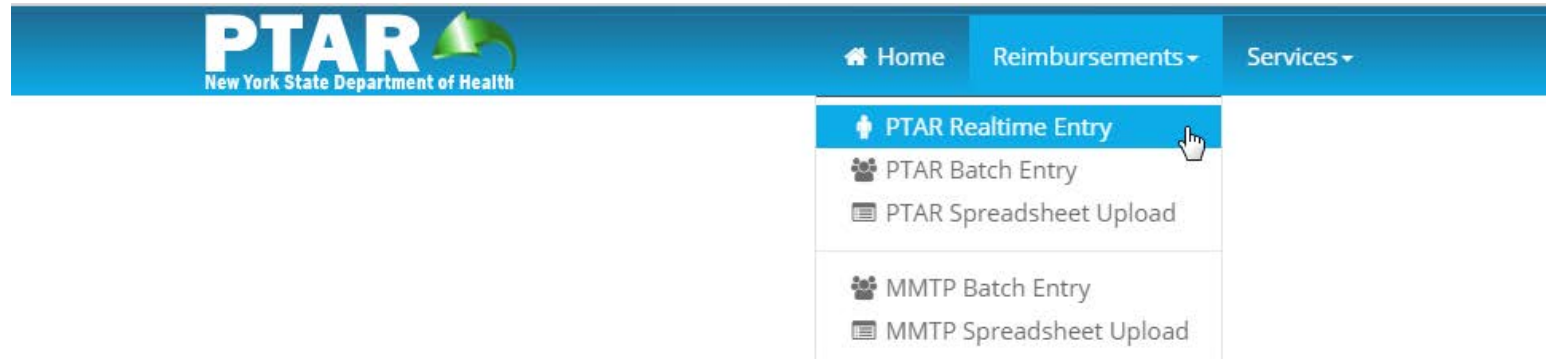 PTAR
New York State Department of Health
Home Reimbursements Services
PTAR Realtime Entry
PTAR Batch Entry
PTAR Spreadsheet Upload
MMTP Batch Entry
MMTP Spreadsheet Upload